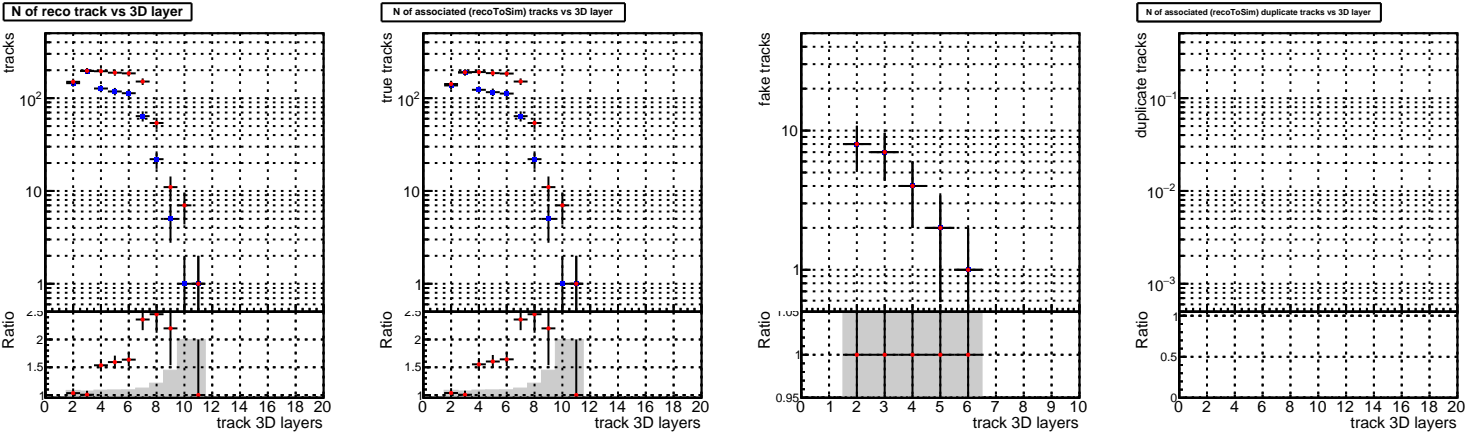 N of reco track vs 3D layer
tracks
10²
10
1
Ratio
2.5
2
1.5
1
0 2 4 6 8 10 12 14 16 18 20
track 3D layers
N of associated (recoToSim) tracks vs 3D layer
true tracks
10²
10
1
Ratio
2.5
2
1.5
1
0 2 4 6 8 10 12 14 16 18 20
track 3D layers
fake tracks
10
1
Ratio
1.05
1
0.95
0 1 2 3 4 5 6 7 8 9 10
track 3D layers
N of associated (recoToSim) duplicate tracks vs 3D layer
duplicate tracks
10⁻¹
10⁻²
10⁻³
Ratio
1
0.5
0
0 2 4 6 8 10 12 14 16 18 20
track 3D layers